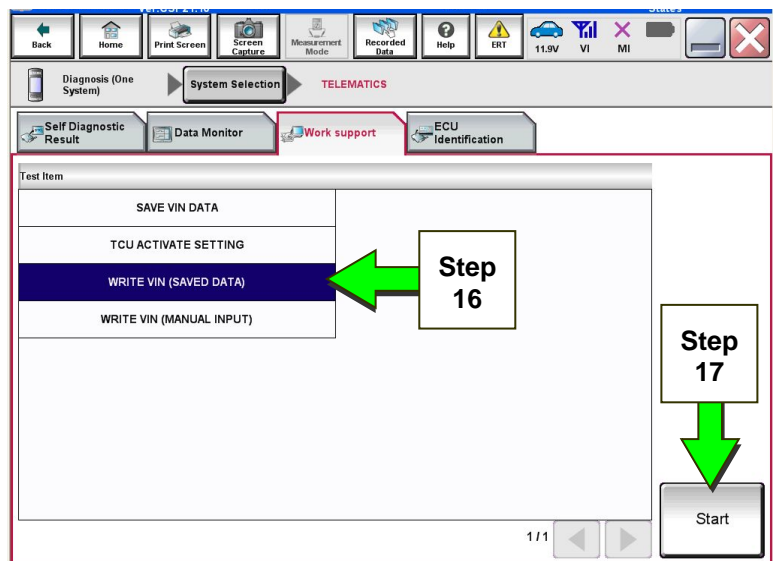 Back
Home
Print Screen
Screen
Capture
Measurement
Mode
Recorded
Data
Help
ERT
11.9V
VI
MI
Diagnosis (One
System)
System Selection
TELEMATICS
Self Diagnostic
Result
Data Monitor
Work support
ECU
Identification
Test Item
SAVE VIN DATA
TCU ACTIVATE SETTING
WRITE VIN (SAVED DATA)
WRITE VIN (MANUAL INPUT)
Step
16
Step
17
Start
1/1